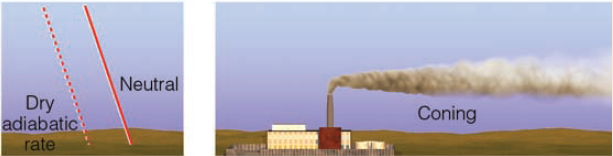 Neutral
Dry
adiabatic
rate
Coning